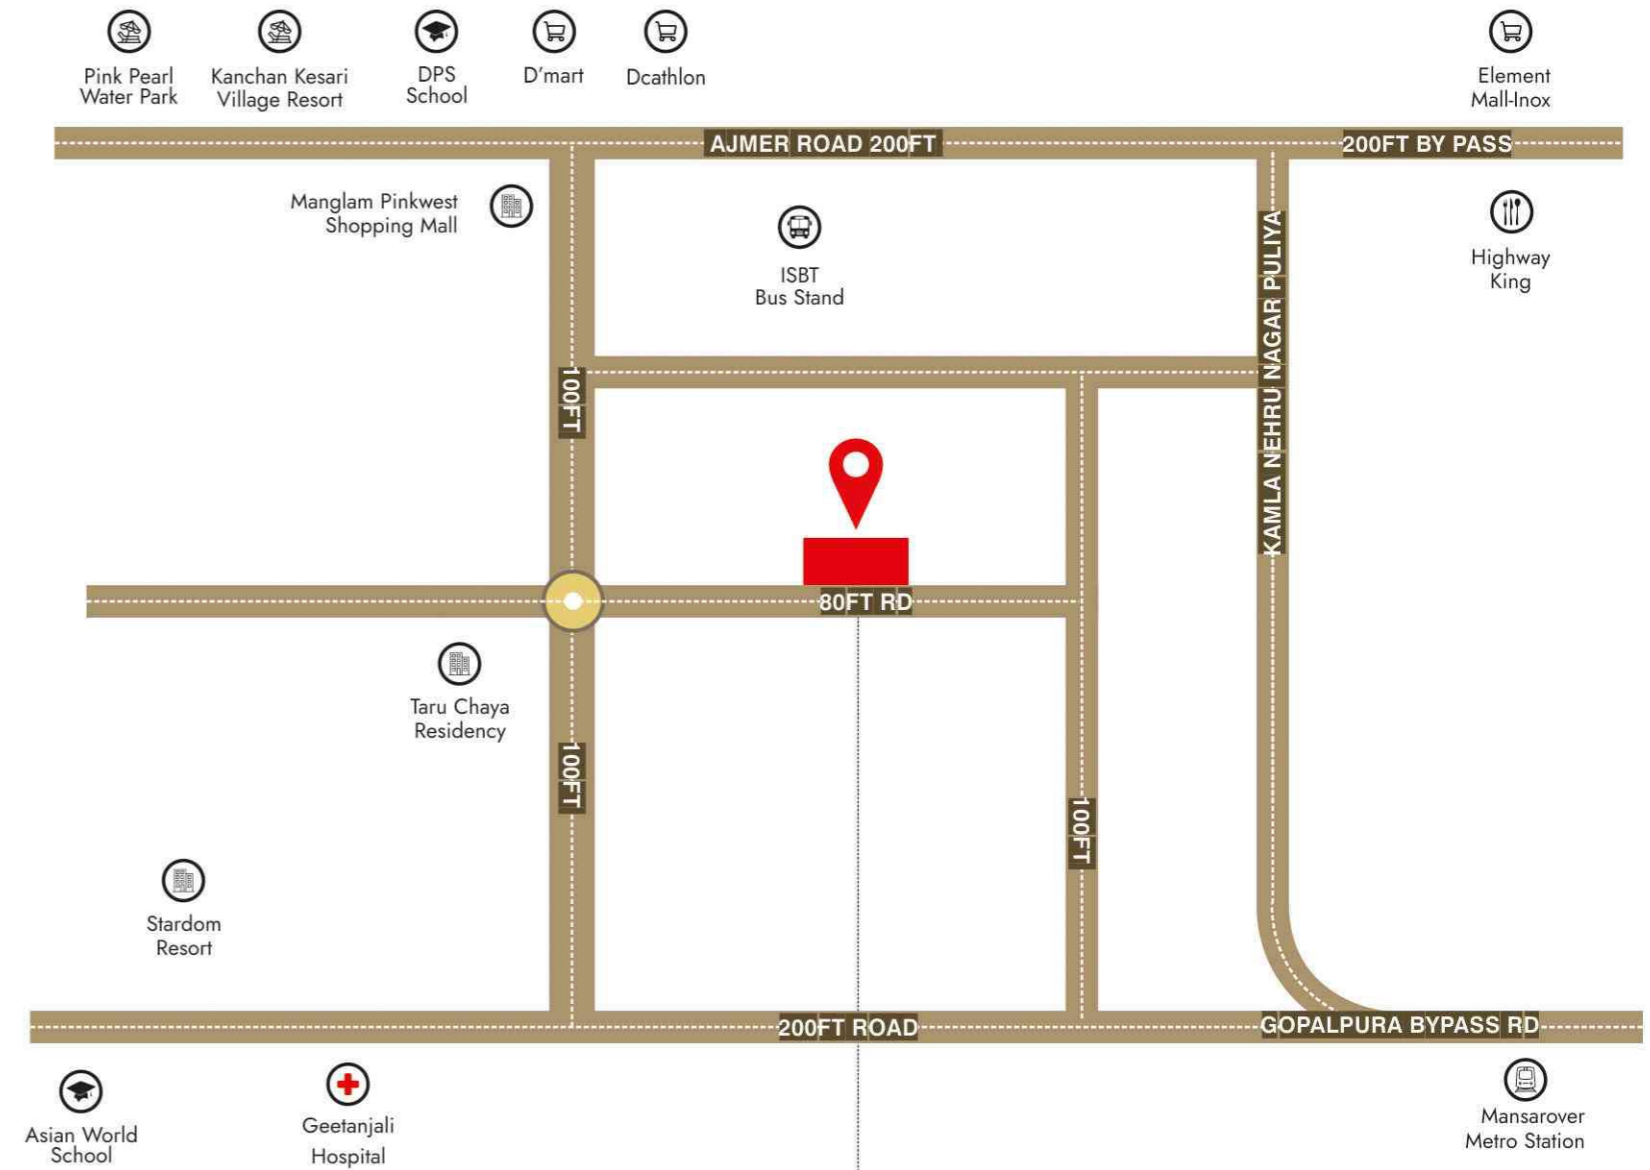 Pink Pearl
Water Park
Kanchan Kesari
Village Resort
DPS
School
D'mart
Dcathlon
Element
Mall-Inox
AJMER ROAD 200FT
200FT BY PASS
Manglam Pinkwest
Shopping Mall
ISBT
Bus Stand
Highway
King
KAMLA NEHRU NAGAR PULIYA
100FT
80FT RD
Taru Chaya
Residency
100FT
100FT
Stardom
Resort
200FT ROAD
GOPALPURA BYPASS RD
Asian World
School
Geetanjali
Hospital
Mansarover
Metro Station